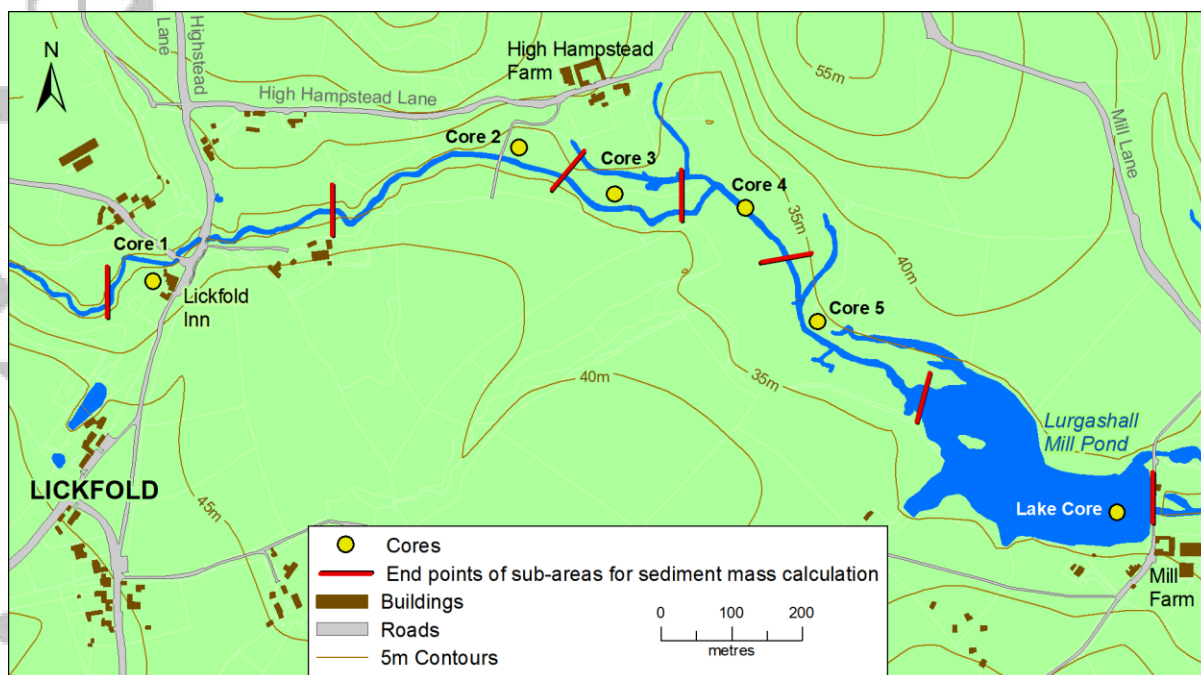 N
Lane
Highstead
Lane
High Hampstead
Farm
High Hampstead Lane
55m
Mill Lane
Core 2
Core 3
Core 4
35m
40m
Core 1
Lickfold
Inn
Core 5
40m
35m
Lurgashall
Mill Pond
LICKFOLD
45m
Lake Core
Mill
Farm
Cores
End points of sub-areas for sediment mass calculation
Buildings
Roads
5m Contours
0 100 200
metres